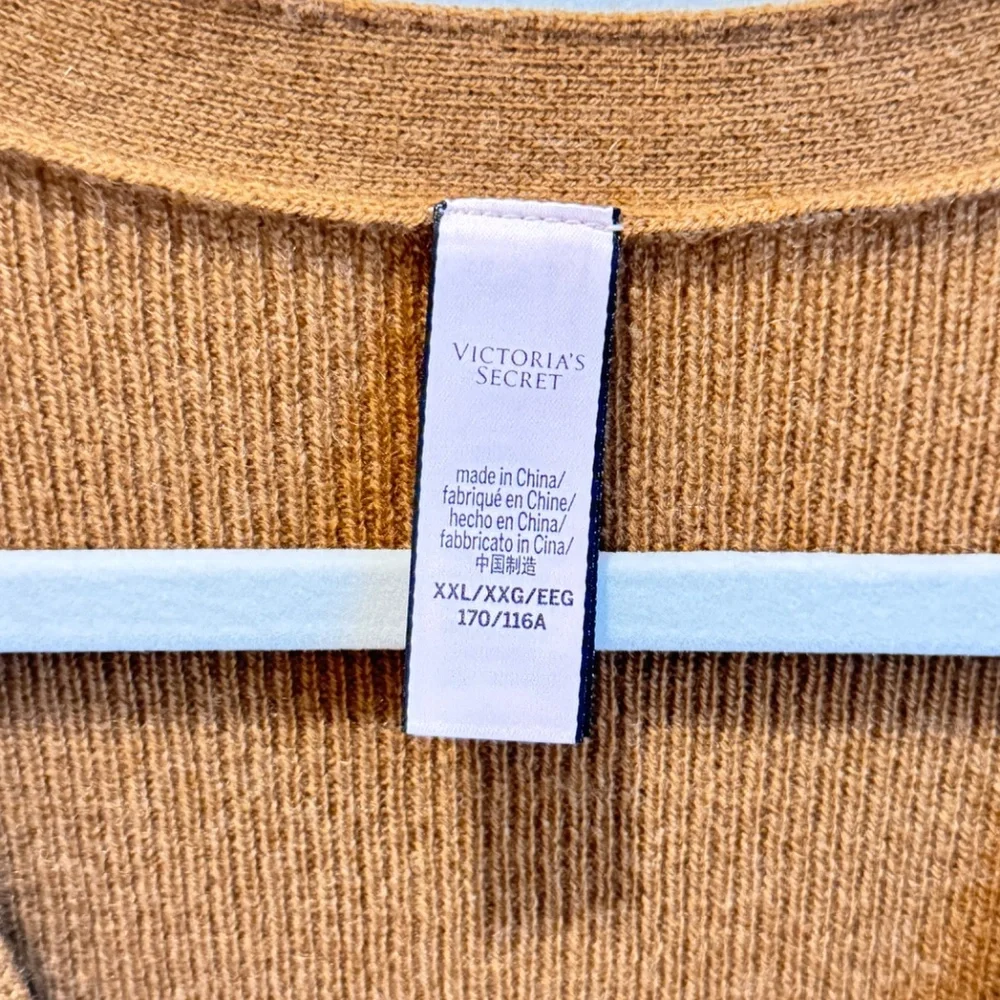 VICTORIA'S
SECRET
made in China/
fabriqué en Chine/
hecho en China/
fabbricato in Cina/
中国制造
XXL/XXG/EEG
170/116A